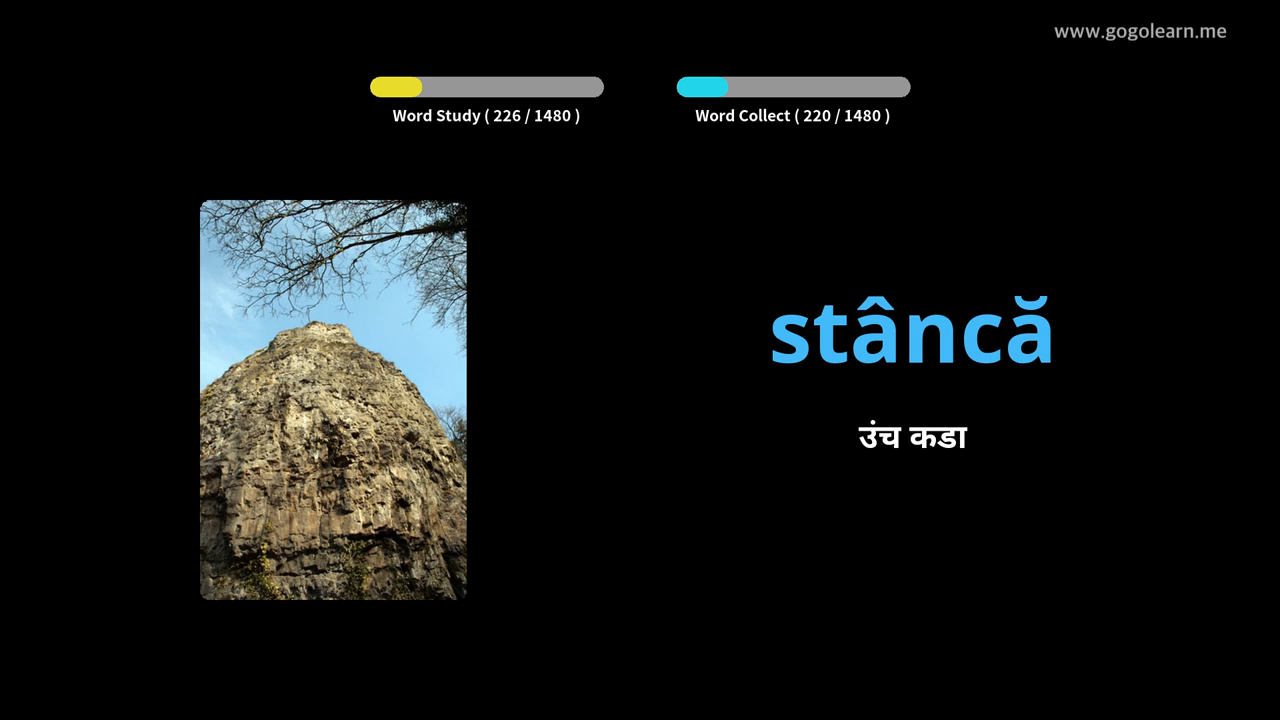 www.gogolearn.me
Word Study ( 226 / 1480 )
Word Collect ( 220 / 1480 )
stâncă
उंच कडा